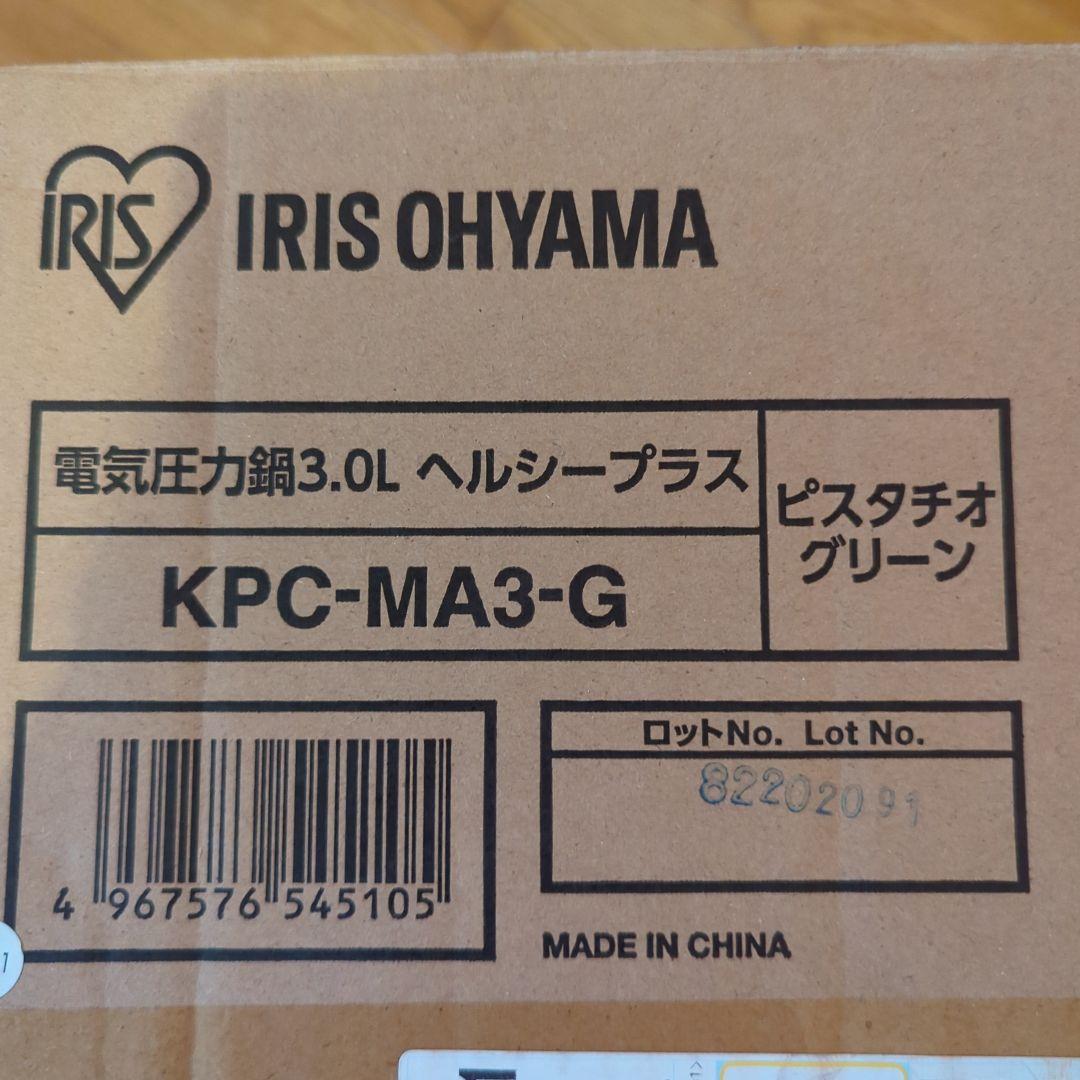 IRIS
IRIS OHYAMA
電気圧力鍋3.0L ヘルシープラス
KPC-MA3-G
ピスタチオ
グリーン
4 967576 545105
ロットNo. Lot No.
82202091
MADE IN CHINA
1
1>